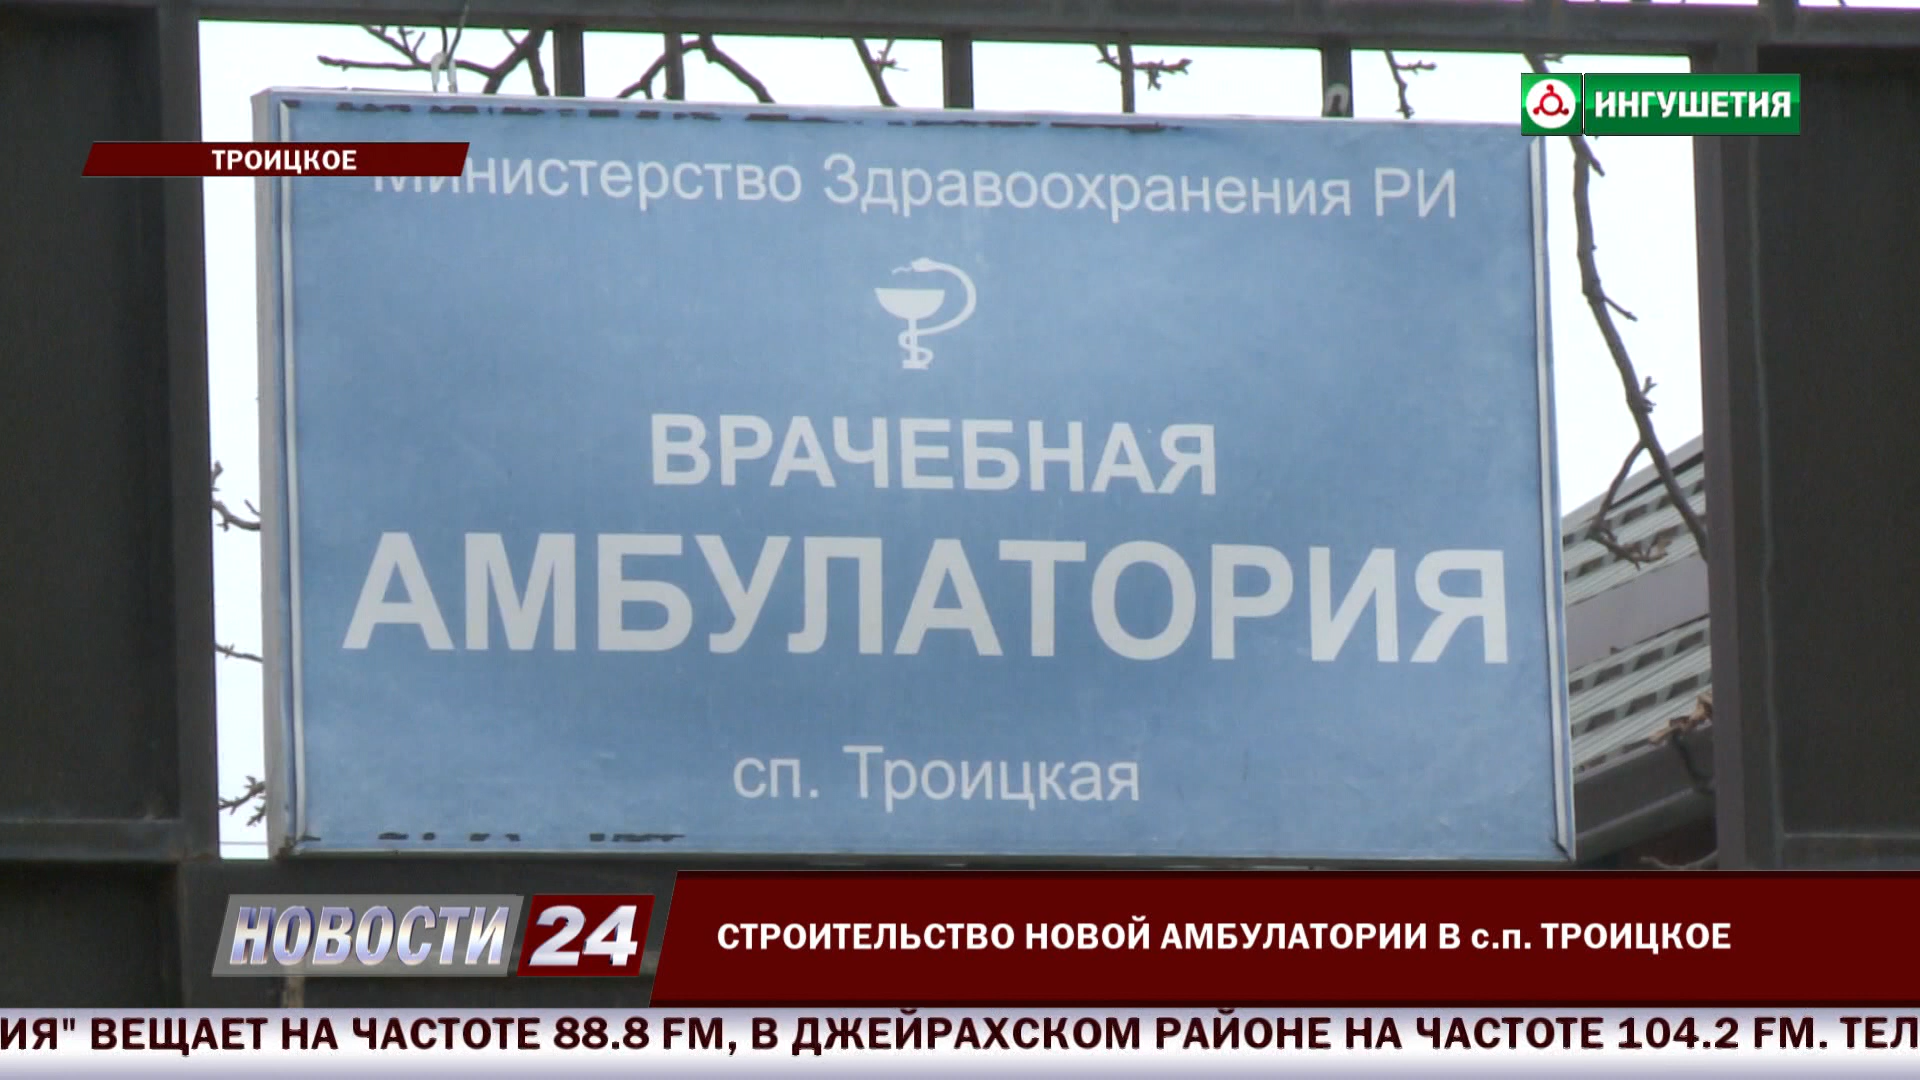 ИНГУШЕТИЯ
ТРОИЦКОЕ
Министерство Здравоохранения РИ
ВРАЧЕБНАЯ
АМБУЛАТОРИЯ
сп. Троицкая
НОВОСТИ 24
СТРОИТЕЛЬСТВО НОВОЙ АМБУЛАТОРИИ В с.п. ТРОИЦКОЕ
ИЯ" ВЕЩАЕТ НА ЧАСТОТЕ 88.8 FM, В ДЖЕЙРАХСКОМ РАЙОНЕ НА ЧАСТОТЕ 104.2 FM. ТЕЛ